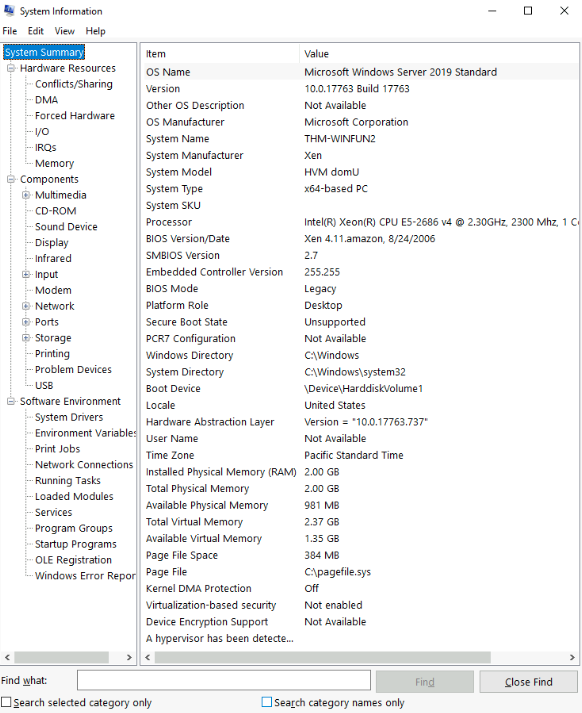 System Information
File Edit View Help
System Summary
Hardware Resources
Conflicts/Sharing
DMA
Forced Hardware
I/O
IRQs
Memory
Components
Multimedia
CD-ROM
Sound Device
Display
Infrared
Input
Modem
Network
Ports
Storage
Printing
Problem Devices
USB
Software Environment
System Drivers
Environment Variables
Print Jobs
Network Connections
Running Tasks
Loaded Modules
Services
Program Groups
Startup Programs
OLE Registration
Windows Error Repor
Item Value
OS Name Microsoft Windows Server 2019 Standard
Version 10.0.17763 Build 17763
Other OS Description Not Available
OS Manufacturer Microsoft Corporation
System Name THM-WINFUN2
System Manufacturer Xen
System Model HVM domU
System Type x64-based PC
System SKU
Processor Intel(R) Xeon(R) CPU E5-2686 v4 @ 2.30GHz, 2300 Mhz, 1 Co
BIOS Version/Date Xen 4.11.amazon, 8/24/2006
SMBIOS Version 2.7
Embedded Controller Version 255.255
BIOS Mode Legacy
Platform Role Desktop
Secure Boot State Unsupported
PCR7 Configuration Not Available
Windows Directory C:\Windows
System Directory C:\Windows\system32
Boot Device \Device\HarddiskVolume1
Locale United States
Hardware Abstraction Layer Version = "10.0.17763.737"
User Name Not Available
Time Zone Pacific Standard Time
Installed Physical Memory (RAM) 2.00 GB
Total Physical Memory 2.00 GB
Available Physical Memory 981 MB
Total Virtual Memory 2.37 GB
Available Virtual Memory 1.35 GB
Page File Space 384 MB
Page File C:\pagefile.sys
Kernel DMA Protection Off
Virtualization-based security Not enabled
Device Encryption Support Not Available
A hypervisor has been detecte...
Find what: Find Close Find
Search selected category only Search category names only